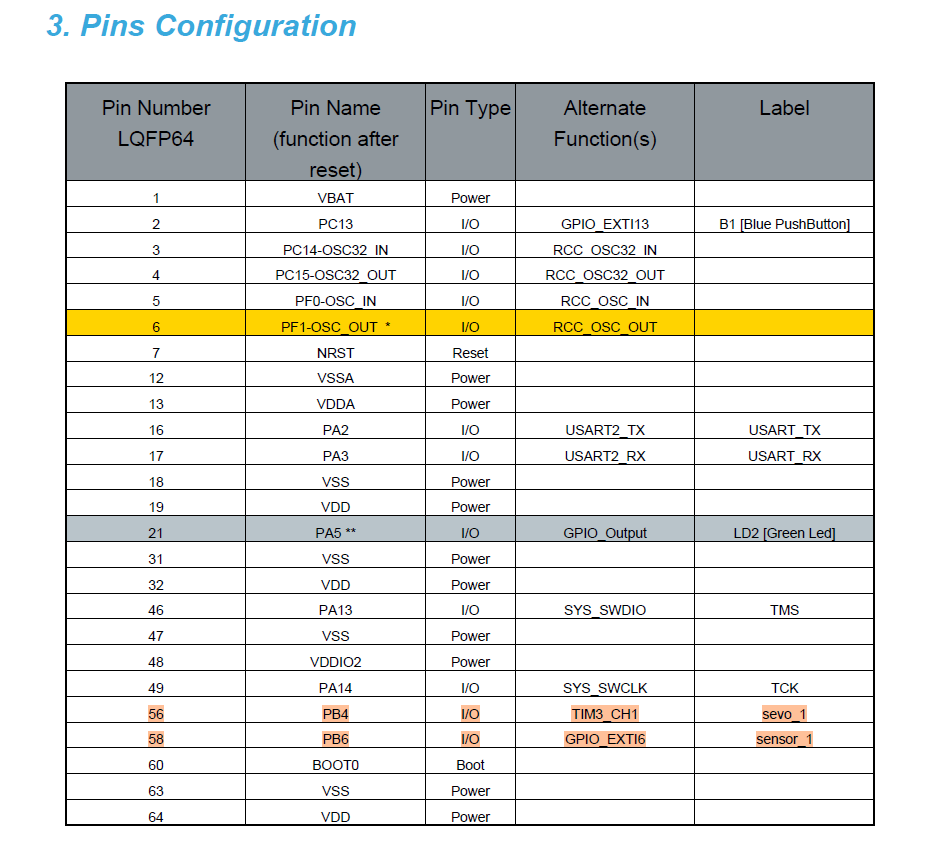 3. Pins Configuration
Pin Number LQFP64 | Pin Name (function after reset) | Pin Type | Alternate Function(s) | Label
1 | VBAT | Power
2 | PC13 | I/O | GPIO_EXTI13 | B1 [Blue PushButton]
3 | PC14-OSC32_IN | I/O | RCC_OSC32_IN
4 | PC15-OSC32_OUT | I/O | RCC_OSC32_OUT
5 | PF0-OSC_IN | I/O | RCC_OSC_IN
6 | PF1-OSC_OUT * | I/O | RCC_OSC_OUT
7 | NRST | Reset
12 | VSSA | Power
13 | VDDA | Power
16 | PA2 | I/O | USART2_TX | USART_TX
17 | PA3 | I/O | USART2_RX | USART_RX
18 | VSS | Power
19 | VDD | Power
21 | PA5 ** | I/O | GPIO_Output | LD2 [Green Led]
31 | VSS | Power
32 | VDD | Power
46 | PA13 | I/O | SYS_SWDIO | TMS
47 | VSS | Power
48 | VDDIO2 | Power
49 | PA14 | I/O | SYS_SWCLK | TCK
56 | PB4 | I/O | TIM3_CH1 | sevo_1
58 | PB6 | I/O | GPIO_EXTI6 | sensor_1
60 | BOOT0 | Boot
63 | VSS | Power
64 | VDD | Power